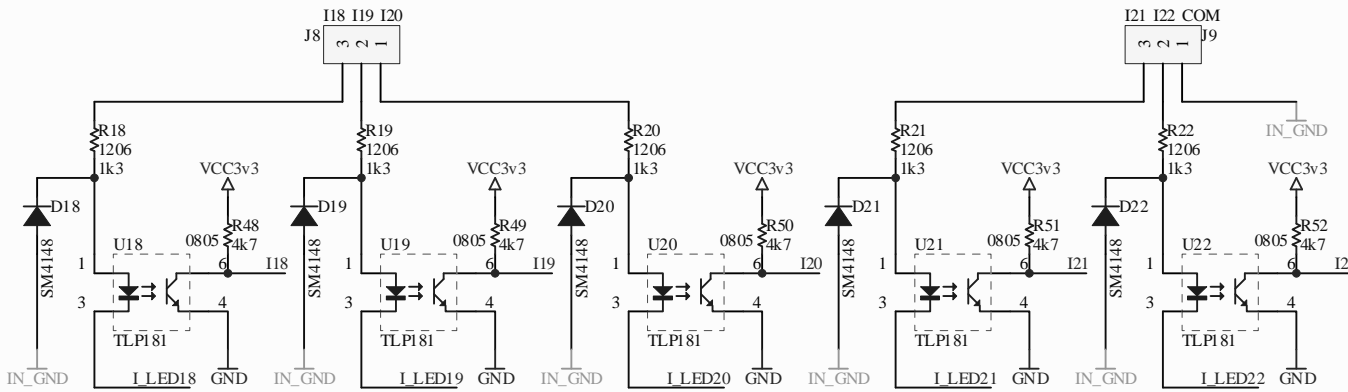 I18 I19 I20
J8
3 2 1
I21 I22 COM
J9
3 2 1
IN_GND
R18
1206
1k3
R19
1206
1k3
R20
1206
1k3
R21
1206
1k3
R22
1206
1k3
VCC3v3
VCC3v3
VCC3v3
VCC3v3
VCC3v3
D18
SM4148
D19
SM4148
D20
SM4148
D21
SM4148
D22
SM4148
R48
0805 4k7
R49
0805 4k7
R50
0805 4k7
R51
0805 4k7
R52
0805 4k7
U18
1 6 I18
3 4
TLP181
U19
1 6 I19
3 4
TLP181
U20
1 6 I20
3 4
TLP181
U21
1 6 I21
3 4
TLP181
U22
1 6 I2
3 4
TLP181
IN_GND I_LED18 GND
IN_GND I_LED19 GND
IN_GND I_LED20 GND
IN_GND I_LED21 GND
IN_GND I_LED22 GND